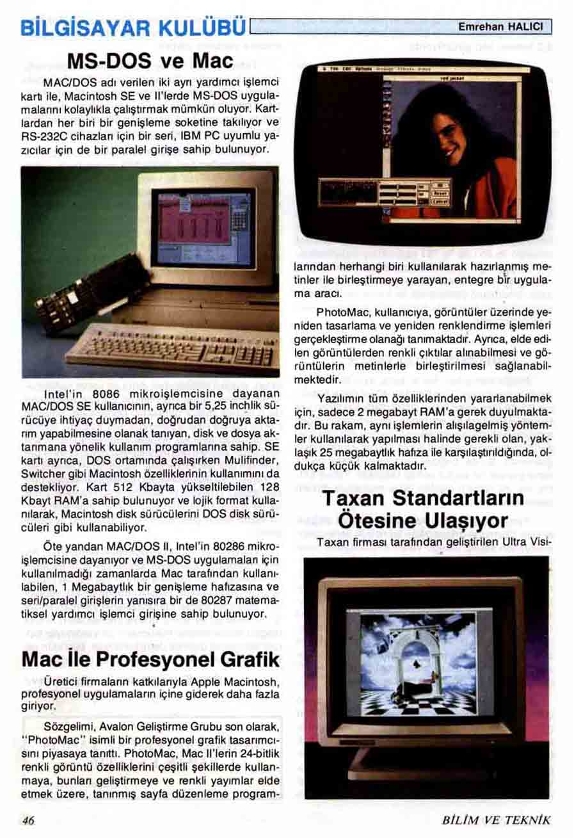 BİLGİSAYAR KULÜBÜ
Emrehan HALICI
MS-DOS ve Mac
MAC/DOS adı verilen iki ayrı yardımcı işlemci
kartı ile, Macintosh SE ve II'lerde MS-DOS uygula-
malarını kolaylıkla çalıştırmak mümkün oluyor. Kart-
lardan her biri bir genişleme soketine takılıyor ve
RS-232C cihazları için bir seri, IBM PC uyumlu ya-
zıcılar için de bir paralel girişe sahip bulunuyor.
Intel'in 8086 mikroişlemcisine dayanan
MAC/DOS SE kullanıcının, ayrıca bir 5,25 inchlik sü-
rücüye ihtiyaç duymadan, doğrudan doğruya akta-
rım yapabilmesine olanak tanıyan, disk ve dosya ak-
tarmana yönelik kullanım programlarına sahip. SE
kartı ayrıca, DOS ortamında çalışırken Mulifinder,
Switcher gibi Macintosh özelliklerinin kullanımını da
destekliyor. Kart 512 Kbayta yükseltilebilen 128
Kbayt RAM'a sahip bulunuyor ve lojik format kulla-
nılarak, Macintosh disk sürücülerini DOS disk sürü-
cüleri gibi kullanabiliyor.
Öte yandan MAC/DOS II, Intel'in 80286 mikro-
işlemcisine dayanıyor ve MS-DOS uygulamaları için
kullanılmadığı zamanlarda Mac tarafından kullanı-
labilen, 1 Megabaytlık bir genişleme hafızasına ve
seri/paralel girişlerin yanısıra bir de 80287 matema-
tiksel yardımcı işlemci girişine sahip bulunuyor.
Mac ile Profesyonel Grafik
Üretici firmaların katkılarıyla Apple Macintosh,
profesyonel uygulamaların içine giderek daha fazla
giriyor.
Sözgelimi, Avalon Geliştirme Grubu son olarak,
"PhotoMac" isimli bir profesyonel grafik tasarımcı-
sını piyasaya tanıttı. PhotoMac, Mac II'lerin 24-bitlik
renkli görüntü özelliklerini çeşitli şekillerde kullan-
maya, bunları geliştirmeye ve renkli yayımlar elde
etmek üzere, tanınmış sayfa düzenleme program-
red jacket
larından herhangi biri kullanılarak hazırlanmış me-
tinler ile birleştirmeye yarayan, entegre bir uygula-
ma aracı.
PhotoMac, kullanıcıya, görüntüler üzerinde ye-
niden tasarlama ve yeniden renklendirme işlemleri
gerçekleştirme olanağı tanımaktadır. Ayrıca, elde edi-
len görüntülerden renkli çıktılar alınabilmesi ve gö-
rüntülerin metinlerle birleştirilmesi sağlanabil-
mektedir.
Yazılımın tüm özelliklerinden yararlanabilmek
için, sadece 2 megabayt RAM'a gerek duyulmakta-
dır. Bu rakam, aynı işlemlerin alışılagelmiş yöntem-
ler kullanılarak yapılması halinde gerekli olan, yak-
laşık 25 megabaytlık hafıza ile karşılaştırıldığında, ol-
dukça küçük kalmaktadır.
Taxan Standartların
Ötesine Ulaşıyor
Taxan firması tarafından geliştirilen Ultra Visi-
46
BİLİM VE TEKNİK